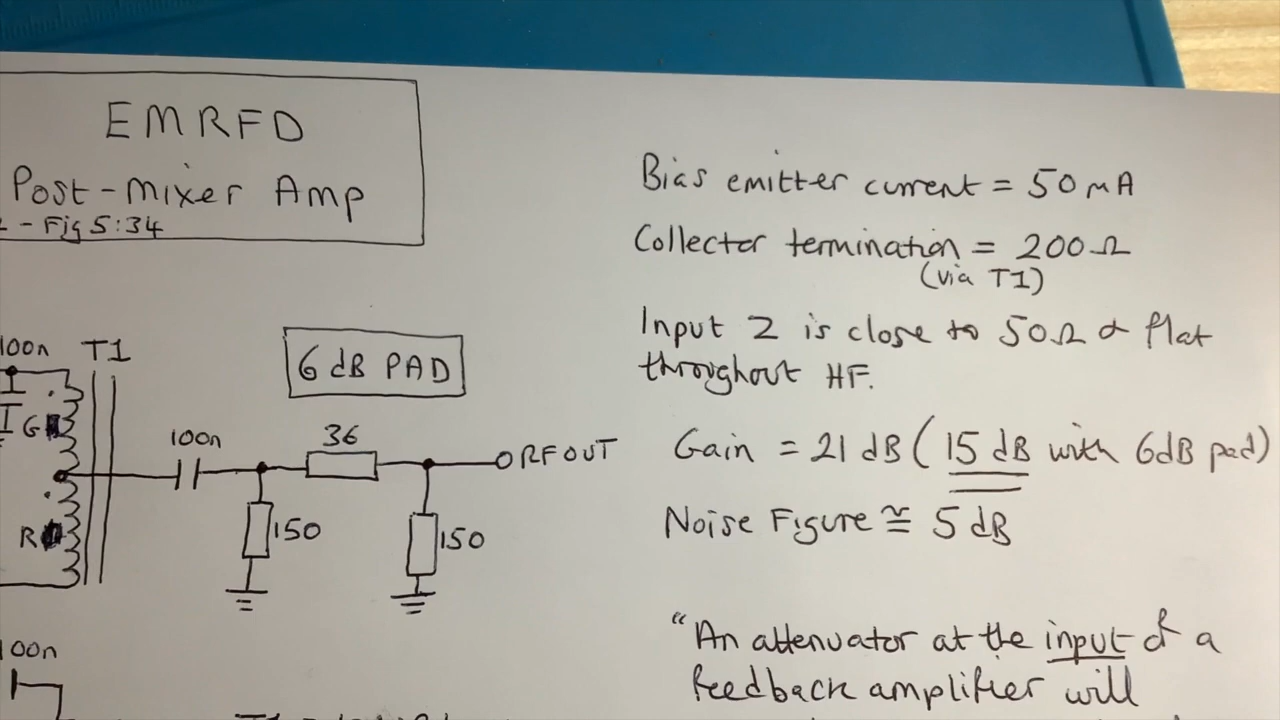 EMRFD
Post-mixer Amp
- Fig 5:34
100n T1
G
R
100n
6 dB PAD
100n
36
RF OUT
150
150
Bias emitter current = 50 mA
Collector termination = 200Ω
(via T1)
Input Z is close to 50Ω & flat
throughout HF.
Gain = 21 dB ( 15 dB with 6dB pad)
Noise Figure ≅ 5 dB
"An attenuator at the input of a
feedback amplifier will